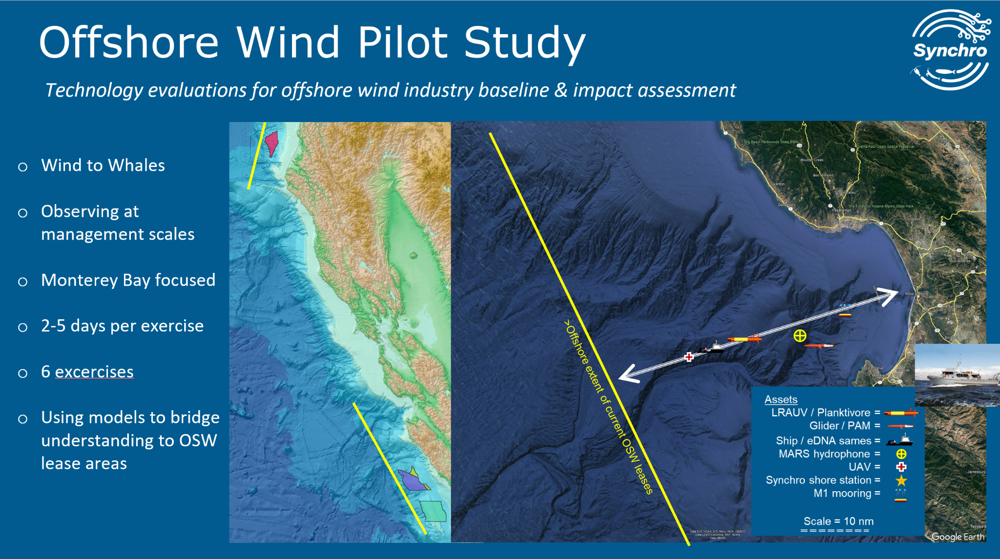 Offshore Wind Pilot Study
Synchro
Technology evaluations for offshore wind industry baseline & impact assessment
Wind to Whales
Observing at
management scales
Monterey Bay focused
2-5 days per exercise
6 excercises
Using models to bridge
understanding to OSW
lease areas
Big Basin Redwoods State Park
Sierra Azul Open Space Preserve
Boulder Creek
Ben Lomond
Swanton
Scotts Valley
Davenport
The Forest of Nisene Marks State Park
Pasatiempo
Santa Cruz
Capitola
Corralitos
Freedom
Watsonville
Aromas
Moss Landing
Castroville
Prunedale
Boronda
Marina
Pacific Grove
Seaside
Monterey
>Offshore extent of current OSW leases
Assets
LRAUV / Planktivore =
Glider / PAM =
Ship / eDNA sames =
MARS hydrophone =
UAV =
Synchro shore station =
M1 mooring =
Scale = 10 nm
Jamesburg
Tassajara
Data SIO, NOAA, U.S. Navy, NGA, GEBCO
Data LDEO-Columbia, NSF, NOAA
Data MBARI
Google Earth